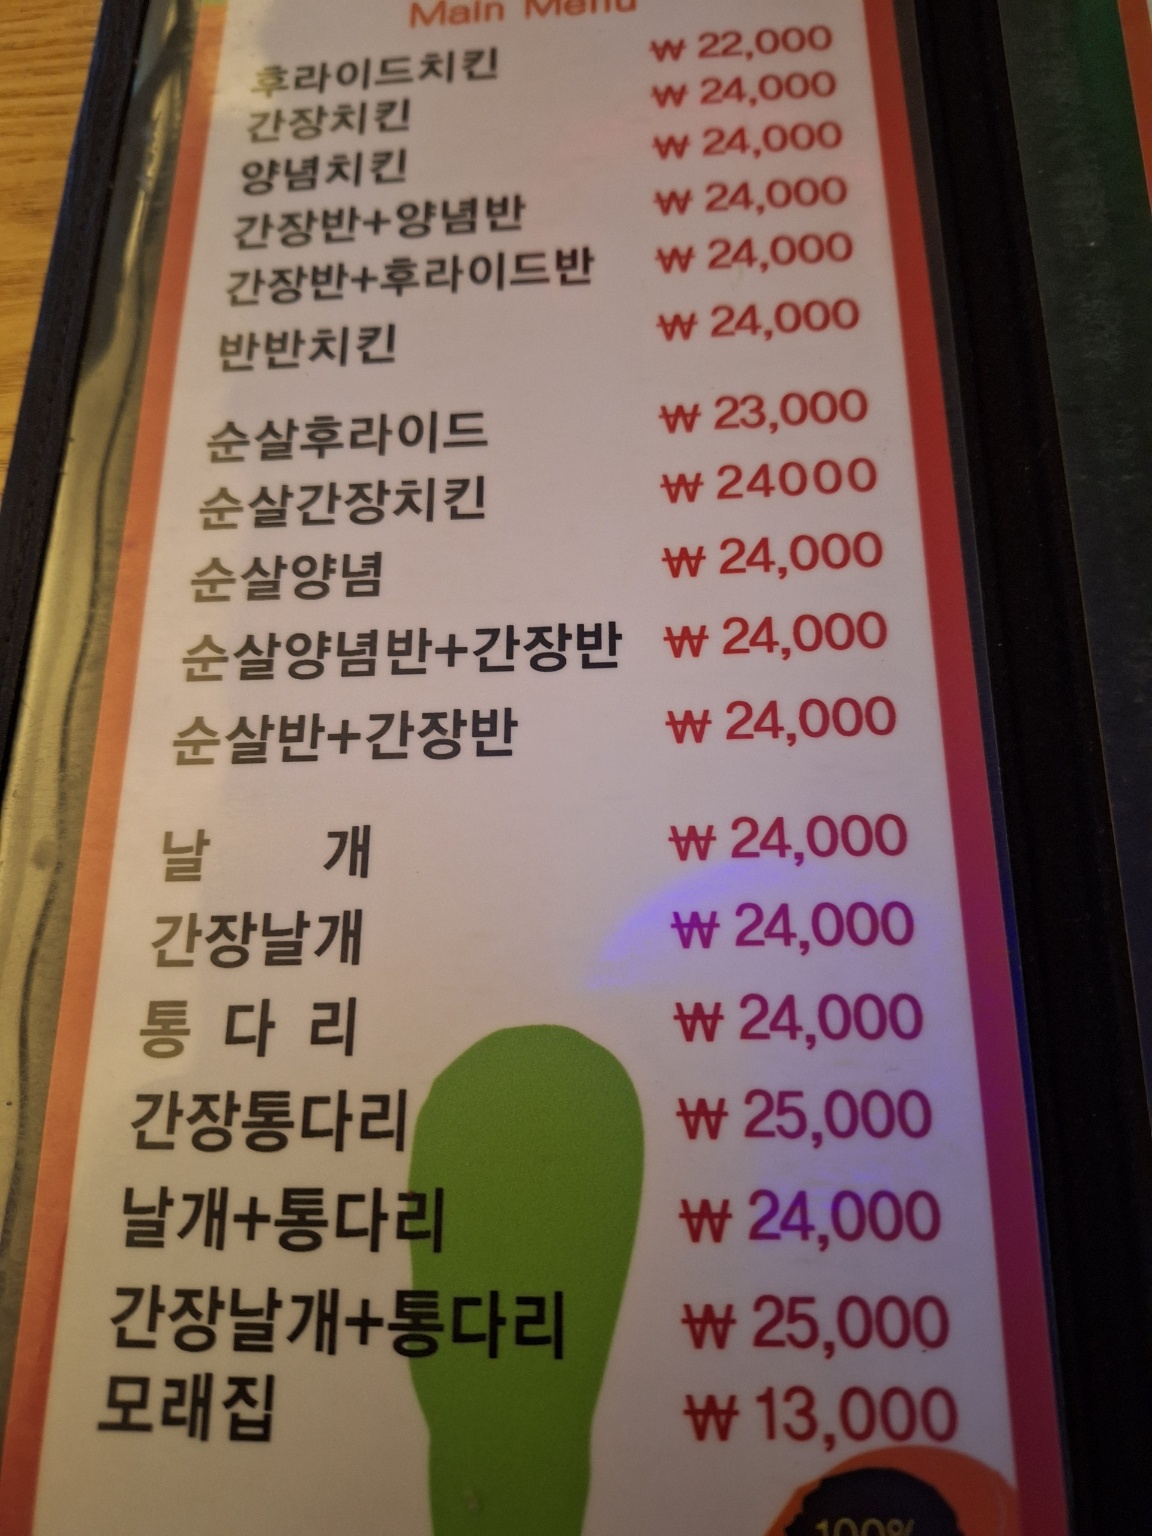 Main Menu
후라이드치킨 ₩ 22,000
간장치킨 ₩ 24,000
양념치킨 ₩ 24,000
간장반+양념반 ₩ 24,000
간장반+후라이드반 ₩ 24,000
반반치킨 ₩ 24,000
순살후라이드 ₩ 23,000
순살간장치킨 ₩ 24000
순살양념 ₩ 24,000
순살양념반+간장반 ₩ 24,000
순살반+간장반 ₩ 24,000
날 개 ₩ 24,000
간장날개 ₩ 24,000
통 다 리 ₩ 24,000
간장통다리 ₩ 25,000
날개+통다리 ₩ 24,000
간장날개+통다리 ₩ 25,000
모래집 ₩ 13,000
100%